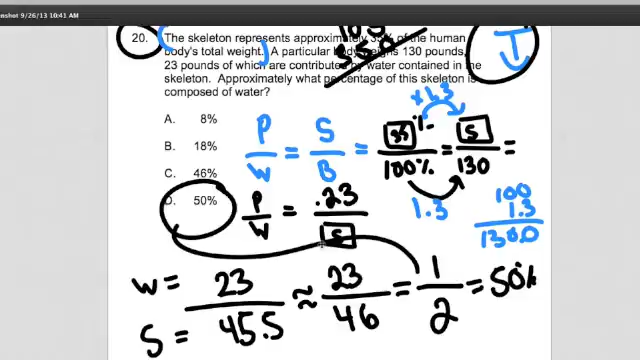 enshot 9/26/13 10:41 AM
20. The skeleton represents approximately 35% of the human
body's total weight. A particular body weighs 130 pounds,
23 pounds of which are contributed by water contained in the
skeleton. Approximately what percentage of this skeleton is
composed of water?
A. 8%
B. 18%
C. 46%
D. 50%
T
x1.3
P/W = S/B = 35%/100% = S/130 =
1.3
100
1.3
130.0
P/W = .23/S
W = 23
S = 45.5
≈ 23/46 = 1/2 = 50%